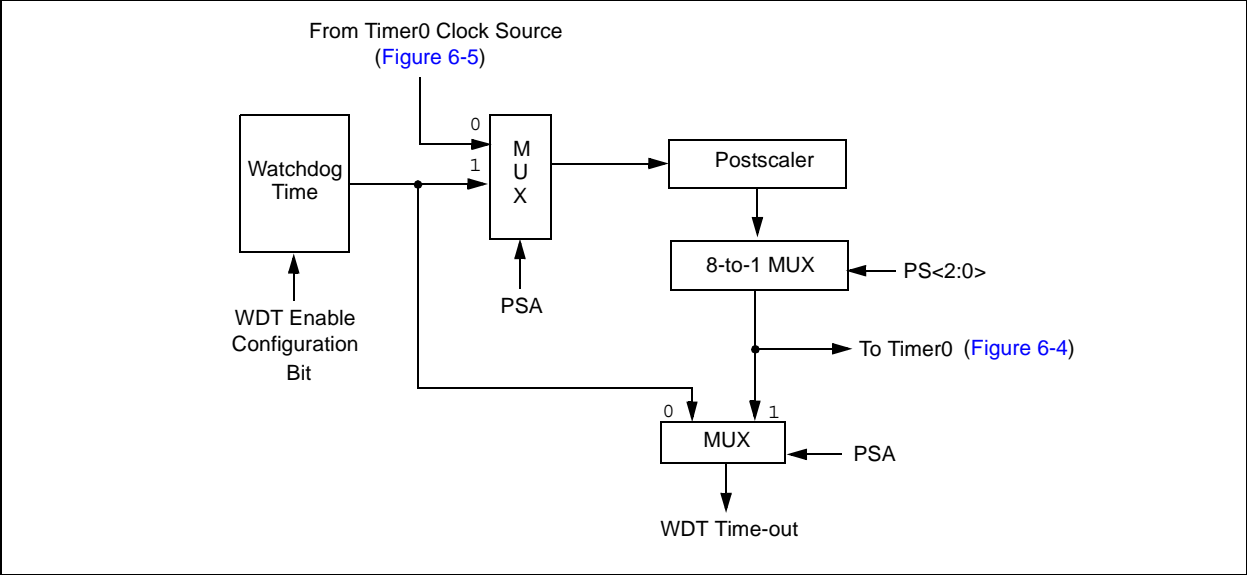 From Timer0 Clock Source
(Figure 6-5)
0
1
M
U
X
Watchdog
Time
Postscaler
8-to-1 MUX
PS<2:0>
PSA
WDT Enable
Configuration
Bit
To Timer0 (Figure 6-4)
0
1
MUX
PSA
WDT Time-out